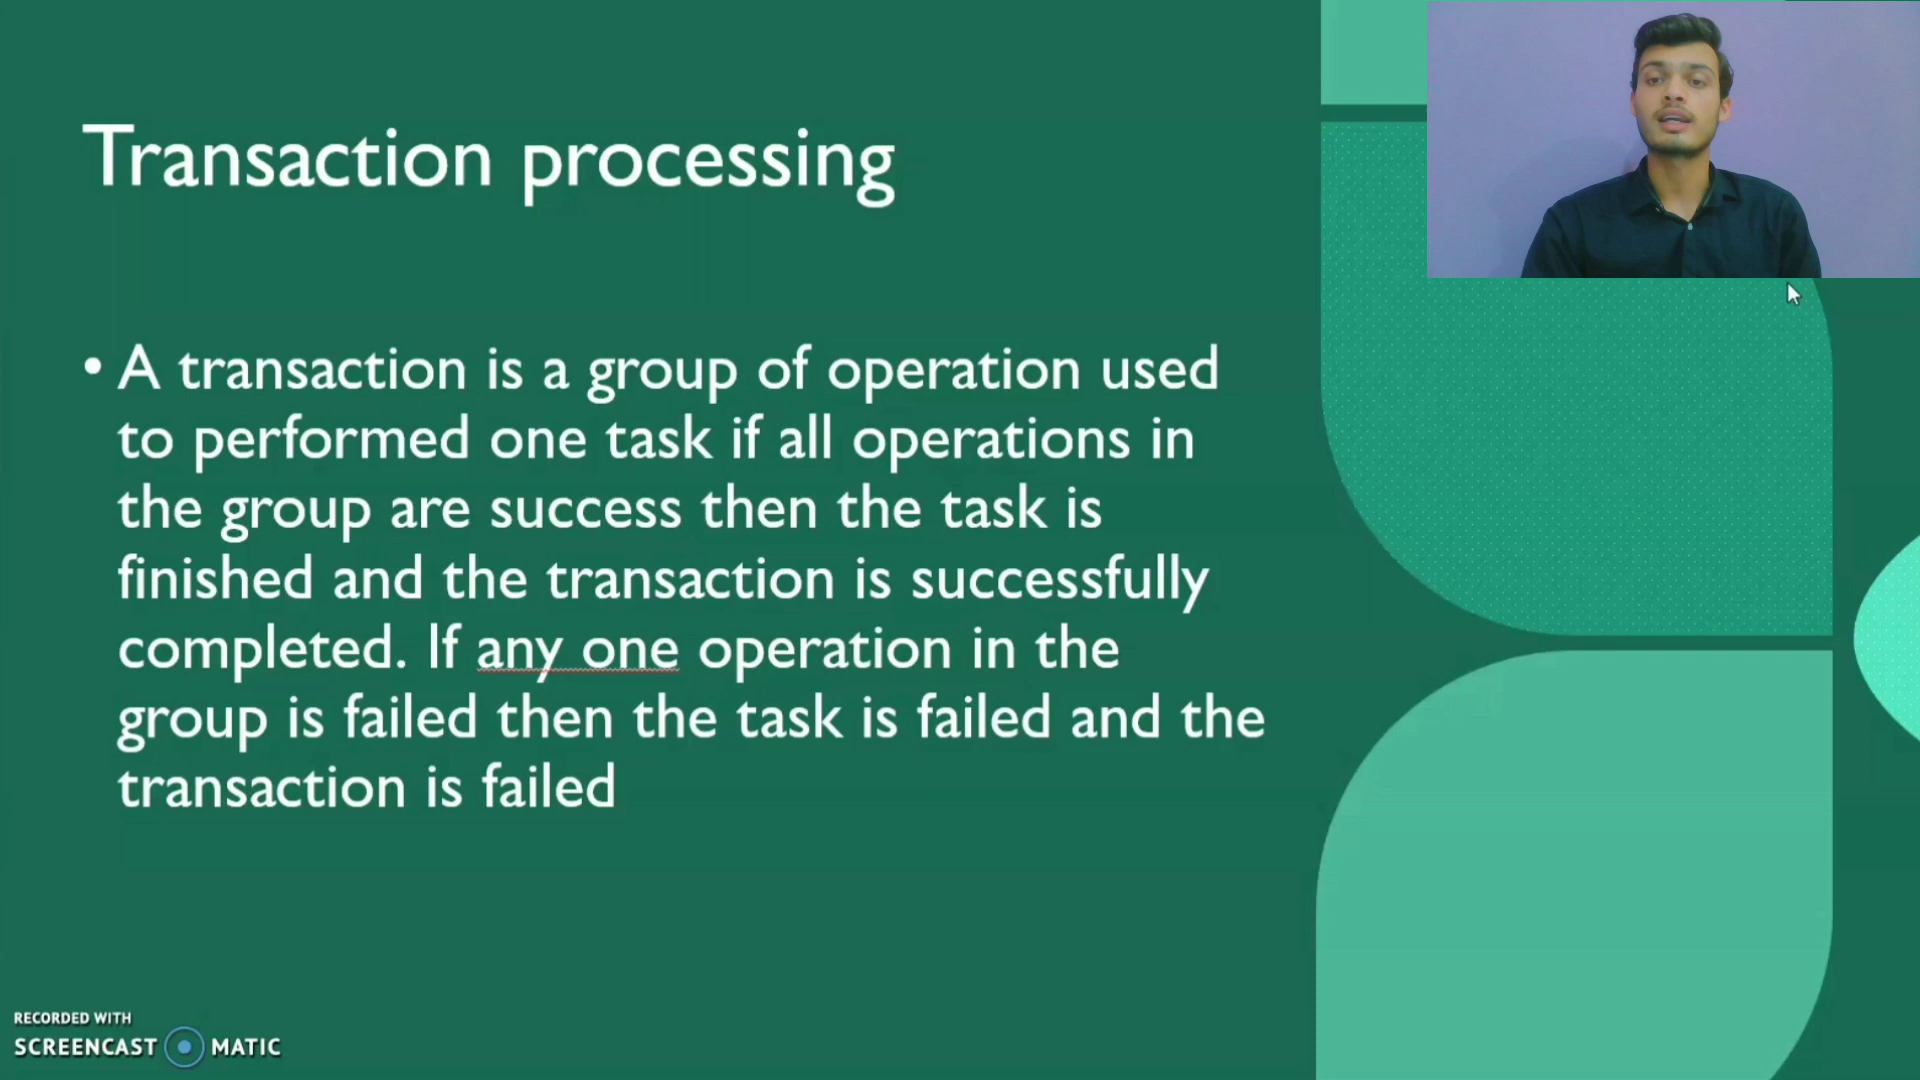 Transaction processing
• A transaction is a group of operation used
to performed one task if all operations in
the group are success then the task is
finished and the transaction is successfully
completed. If any one operation in the
group is failed then the task is failed and the
transaction is failed
RECORDED WITH
SCREENCAST MATIC